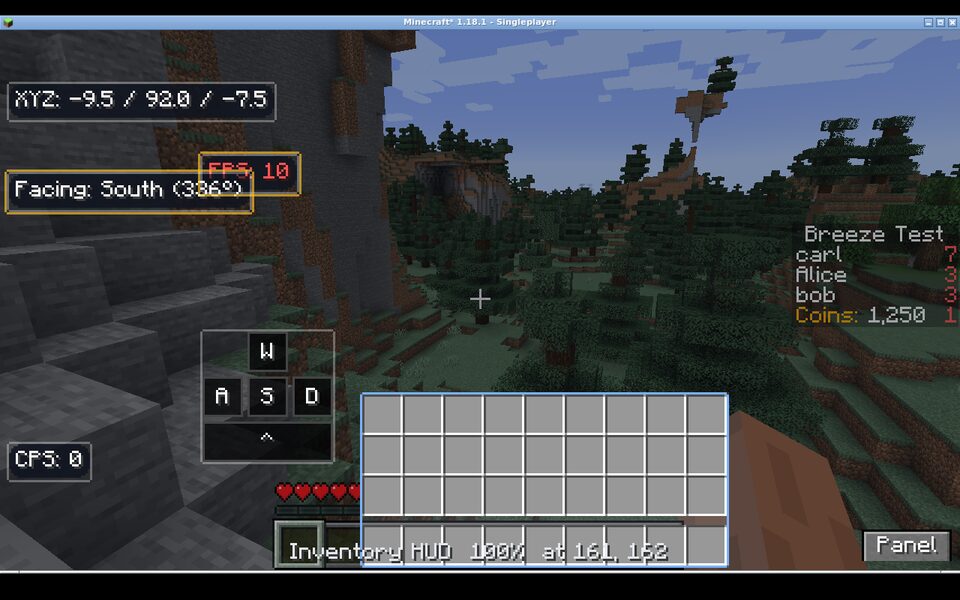 Minecraft* 1.18.1 - Singleplayer
XYZ: -9.5 / 92.0 / -7.5
FPS: 10
Facing: South (336°)
Breeze Test
carl 7
Alice 3
bob 3
Coins: 1,250 1
W
A S D
^
CPS: 0
Inventory HUD 100% at 161, 162
Panel